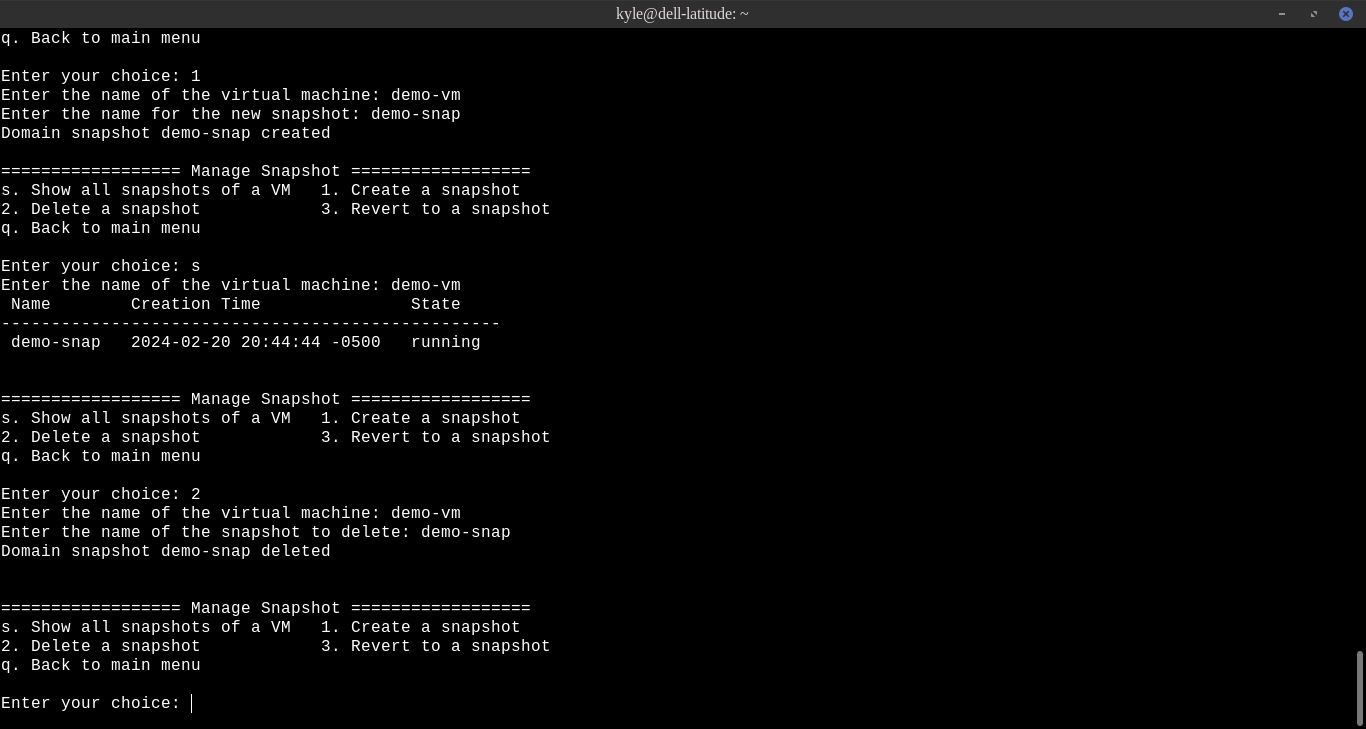 kyle@dell-latitude: ~
q. Back to main menu
Enter your choice: 1
Enter the name of the virtual machine: demo-vm
Enter the name for the new snapshot: demo-snap
Domain snapshot demo-snap created
================== Manage Snapshot ==================
s. Show all snapshots of a VM   1. Create a snapshot
2. Delete a snapshot            3. Revert to a snapshot
q. Back to main menu
Enter your choice: s
Enter the name of the virtual machine: demo-vm
 Name        Creation Time               State
--------------------------------------------------
 demo-snap   2024-02-20 20:44:44 -0500   running
================== Manage Snapshot ==================
s. Show all snapshots of a VM   1. Create a snapshot
2. Delete a snapshot            3. Revert to a snapshot
q. Back to main menu
Enter your choice: 2
Enter the name of the virtual machine: demo-vm
Enter the name of the snapshot to delete: demo-snap
Domain snapshot demo-snap deleted
================== Manage Snapshot ==================
s. Show all snapshots of a VM   1. Create a snapshot
2. Delete a snapshot            3. Revert to a snapshot
q. Back to main menu
Enter your choice: